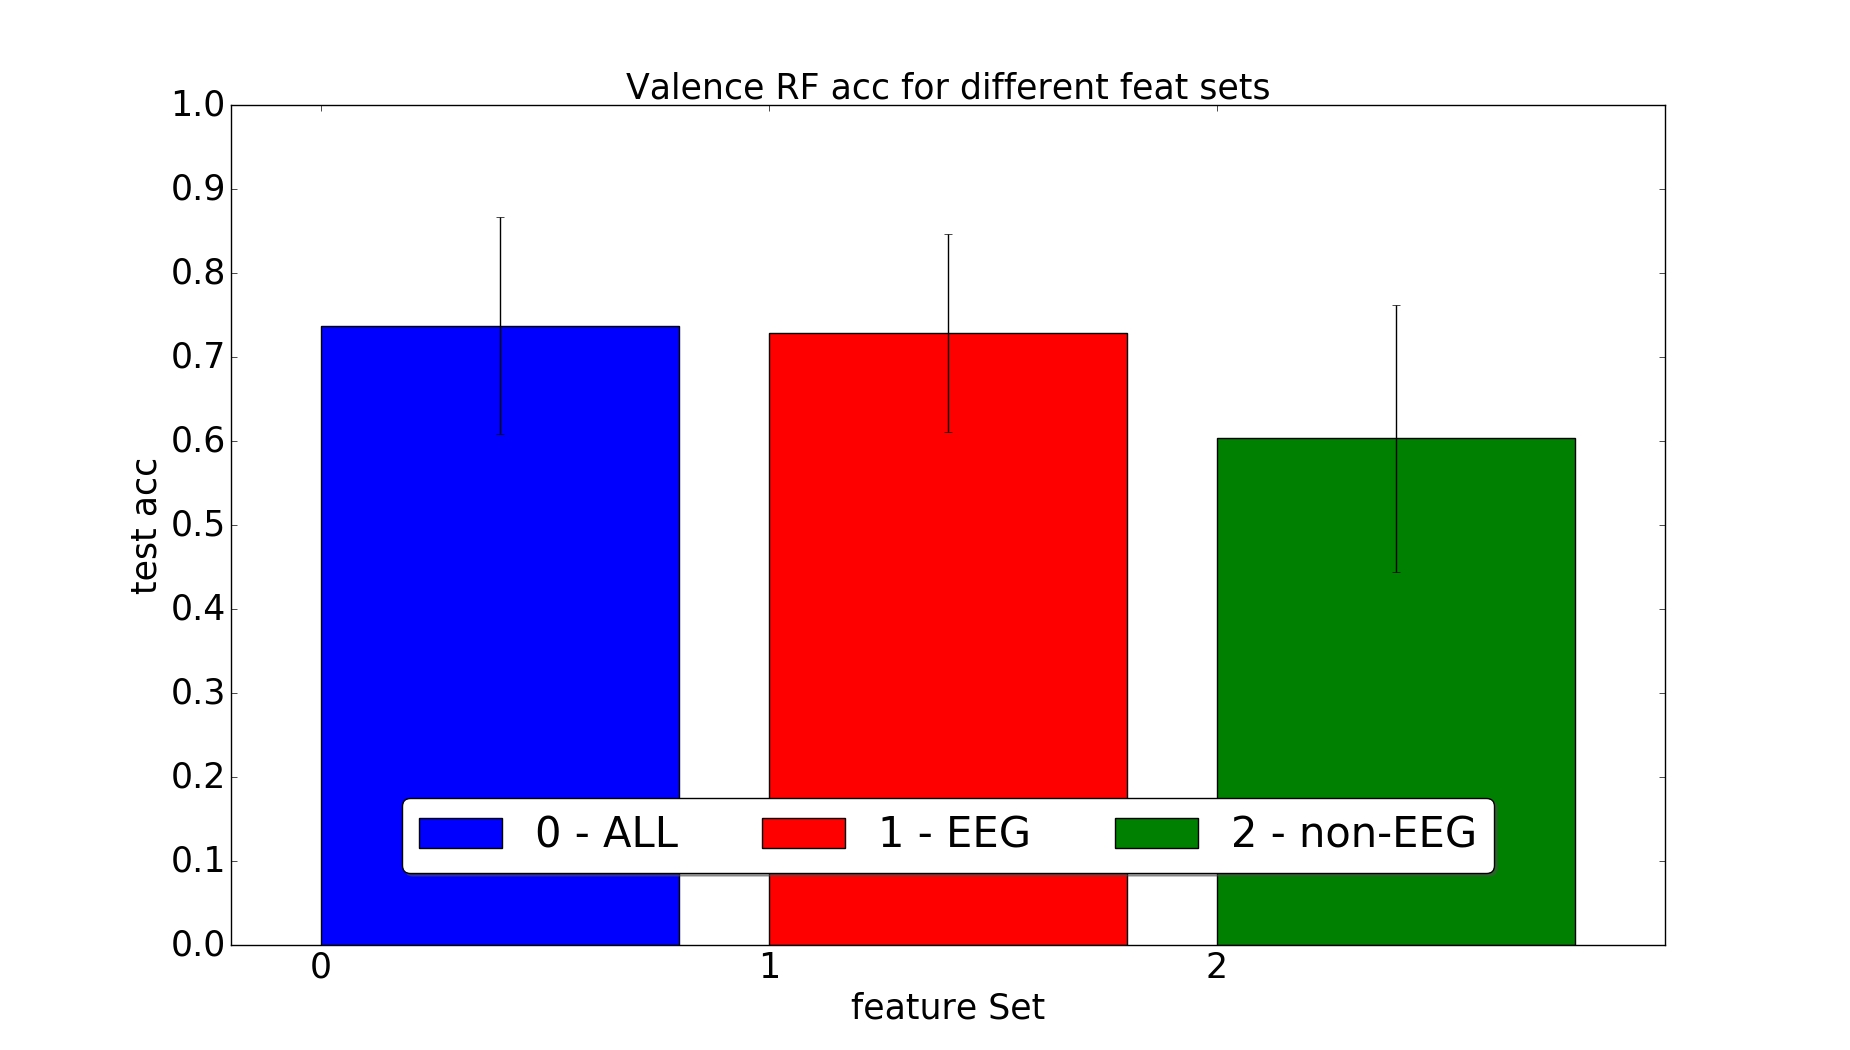 Valence RF acc for different feat sets
1.0
0.9
0.8
0.7
0.6
0.5
0.4
0.3
0.2
0.1
0.0
test acc
0 - ALL
1 - EEG
2 - non-EEG
0 1 2
feature Set